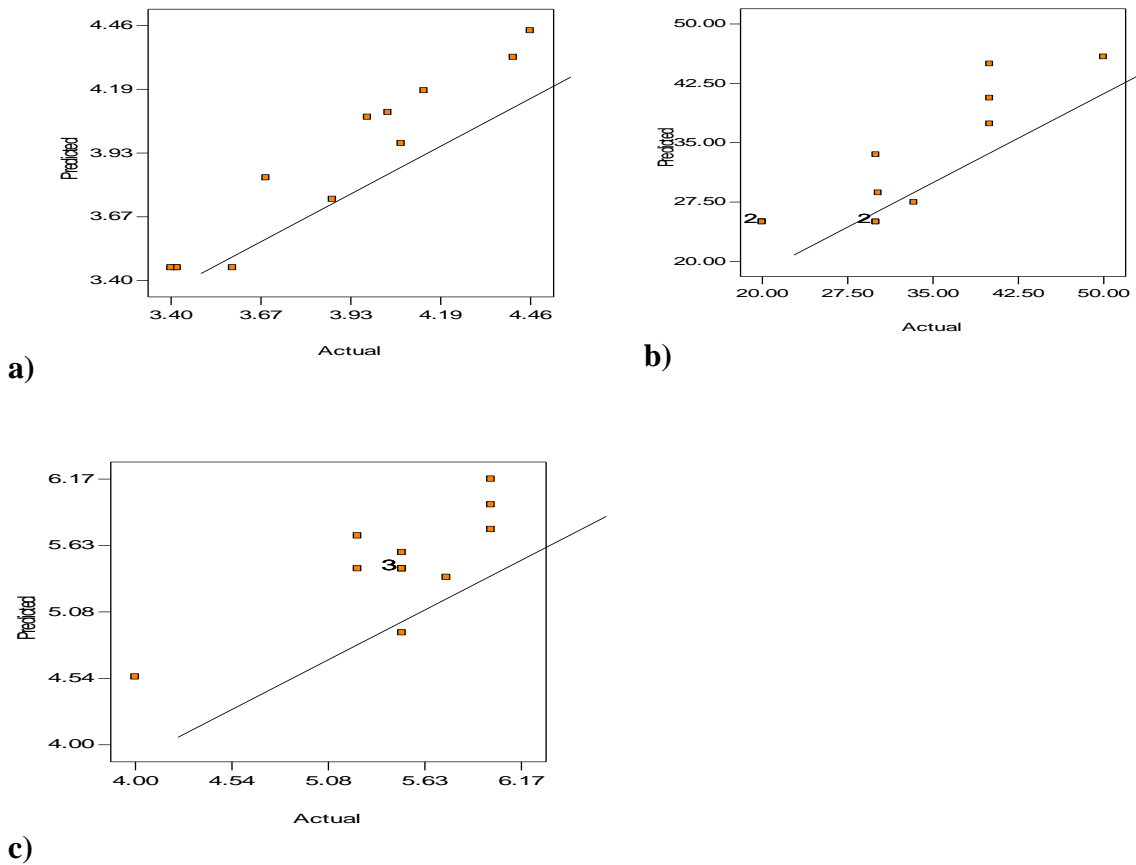 4.46
4.19
3.93
3.67
3.40
Predicted
3.40 3.67 3.93 4.19 4.46
Actual
a)
50.00
42.50
35.00
27.50
20.00
Predicted
2 2
20.00 27.50 35.00 42.50 50.00
Actual
b)
6.17
5.63
5.08
4.54
4.00
Predicted
3
4.00 4.54 5.08 5.63 6.17
Actual
c)